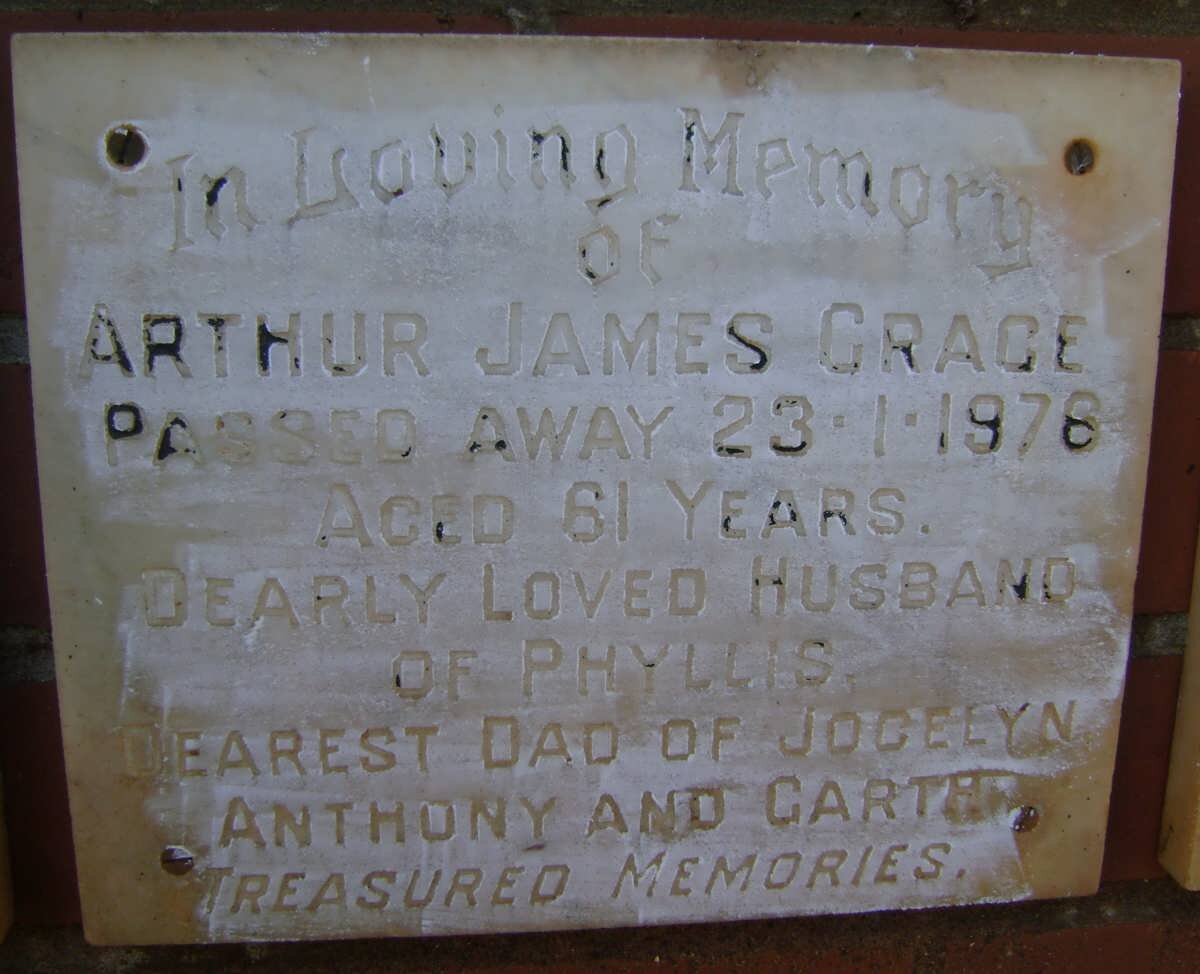 In Loving Memory
of
ARTHUR JAMES GRACE
PASSED AWAY 23·1·1976
AGED 61 YEARS.
DEARLY LOVED HUSBAND
OF PHYLLIS.
DEAREST DAD OF JOCELYN
ANTHONY AND GARTH
TREASURED MEMORIES.